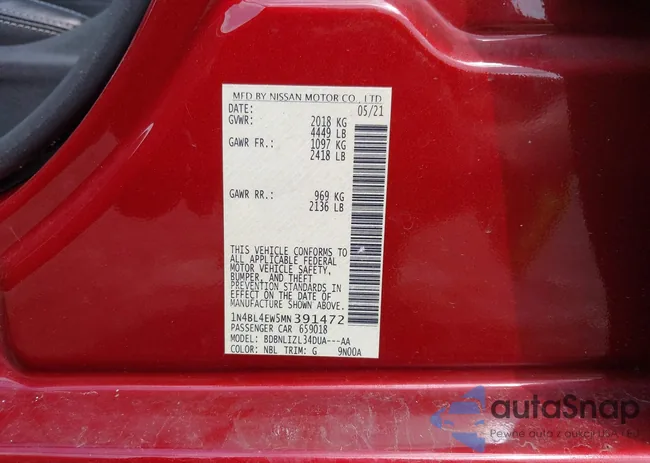 MFD BY NISSAN MOTOR CO., LTD
DATE: 05/21
GVWR: 2018 KG
4449 LB
GAWR FR.: 1097 KG
2418 LB
GAWR RR.: 969 KG
2136 LB
THIS VEHICLE CONFORMS TO
ALL APPLICABLE FEDERAL
MOTOR VEHICLE SAFETY,
BUMPER, AND THEFT
PREVENTION STANDARDS IN
EFFECT ON THE DATE OF
MANUFACTURE SHOWN ABOVE.
1N4BL4EW5MN391472
PASSENGER CAR 659018
MODEL: BDBNLIZL34DUA---AA
COLOR: NBL TRIM: G 9N00A
autoSnap
Pewne auta z aukcji